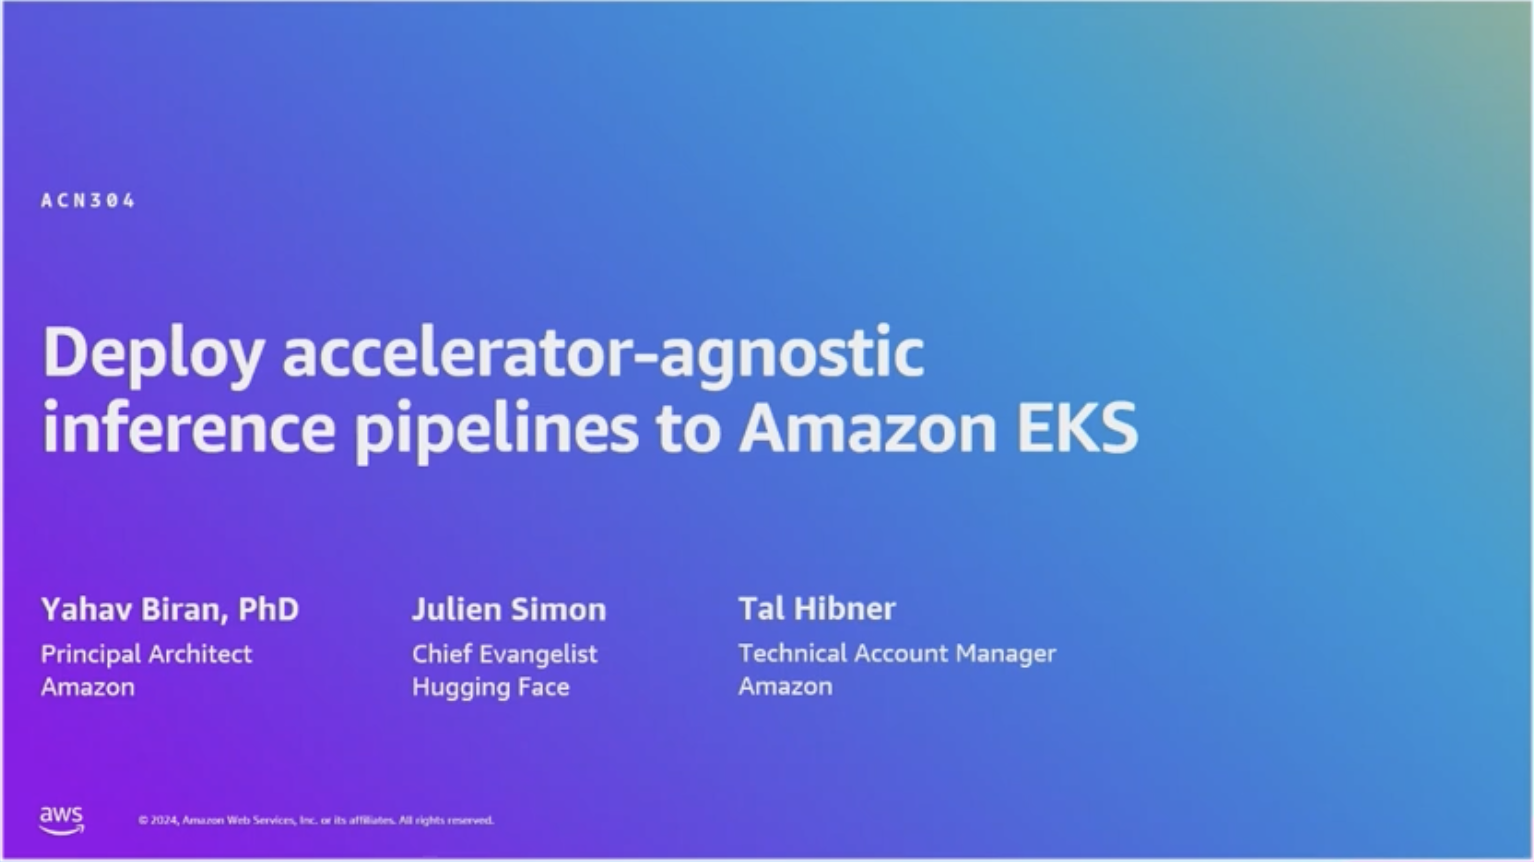 ACN304
Deploy accelerator-agnostic
inference pipelines to Amazon EKS
Yahav Biran, PhD
Principal Architect
Amazon
Julien Simon
Chief Evangelist
Hugging Face
Tal Hibner
Technical Account Manager
Amazon
aws
© 2024, Amazon Web Services, Inc. or its affiliates. All rights reserved.